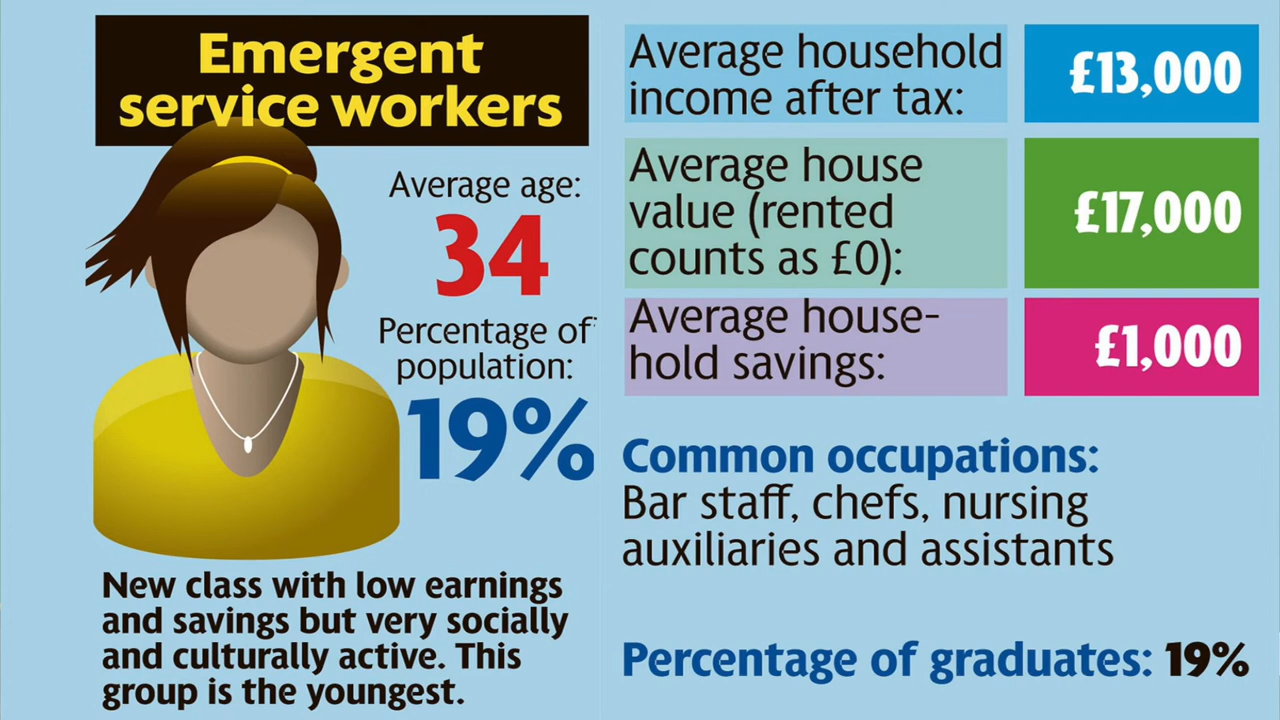 Emergent
service workers
Average age:
34
Percentage of
population:
19%
New class with low earnings
and savings but very socially
and culturally active. This
group is the youngest.
Average household
income after tax:
£13,000
Average house
value (rented
counts as £0):
£17,000
Average house-
hold savings:
£1,000
Common occupations:
Bar staff, chefs, nursing
auxiliaries and assistants
Percentage of graduates: 19%